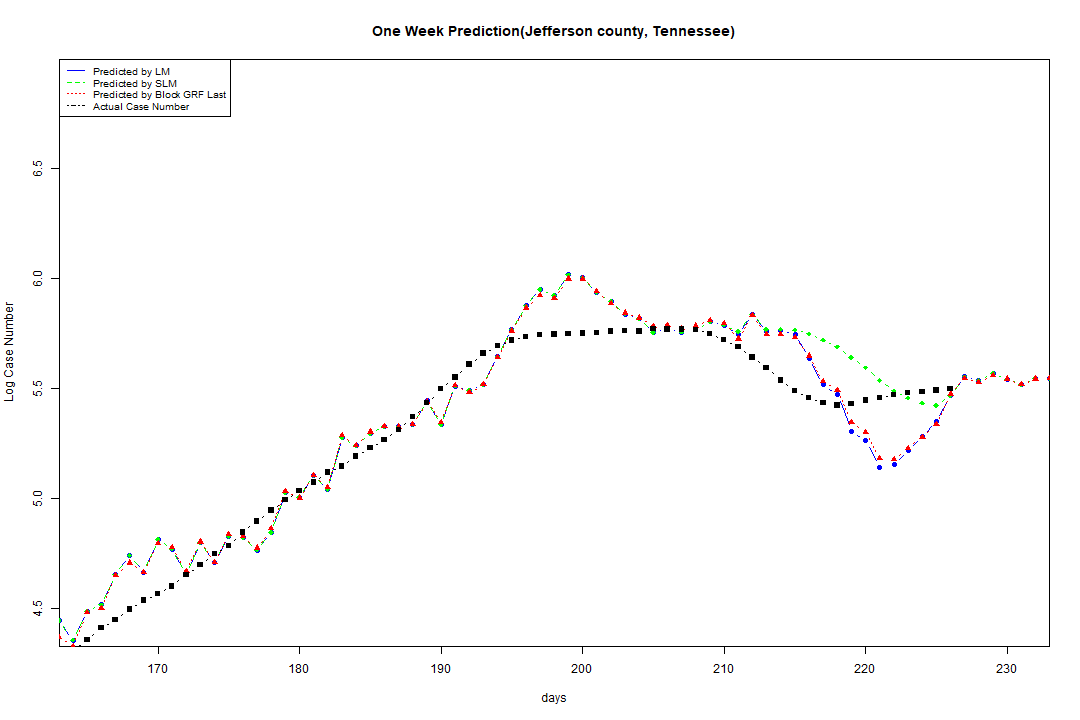 One Week Prediction(Jefferson county, Tennessee)
Predicted by LM
Predicted by SLM
Predicted by Block GRF Last
Actual Case Number
6.5
6.0
5.5
5.0
4.5
Log Case Number
170 180 190 200 210 220 230
days